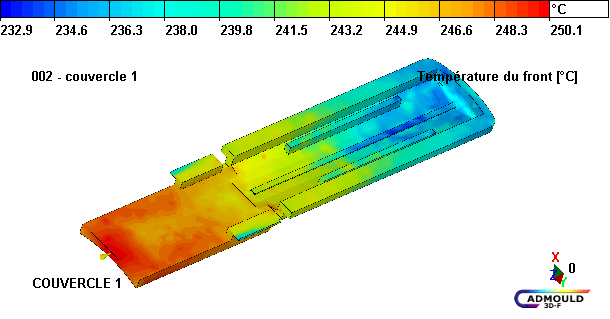 °C
232.9 234.6 236.3 238.0 239.8 241.5 243.2 244.9 246.6 248.3 250.1
002 - couvercle 1 Température du front [°C]
COUVERCLE 1
X
Z
Y
0
CADMOULD
3D-F